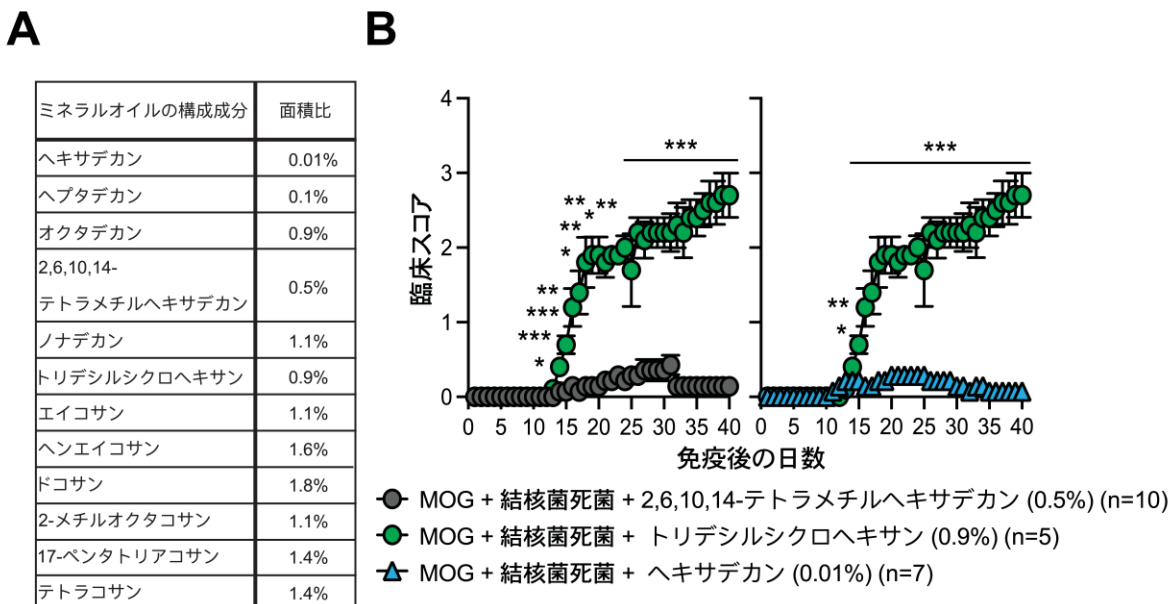 A
ミネラルオイルの構成成分 面積比
ヘキサデカン 0.01%
ヘプタデカン 0.1%
オクタデカン 0.9%
2,6,10,14-
テトラメチルヘキサデカン 0.5%
ノナデカン 1.1%
トリデシルシクロヘキサン 0.9%
エイコサン 1.1%
ヘンエイコサン 1.6%
ドコサン 1.8%
2-メチルオクタコサン 1.1%
17-ペンタトリアコサン 1.4%
テトラコサン 1.4%
B
臨床スコア
4
3
2
1
0
***
**
* **
**
*
**
***
***
*
0 5 10 15 20 25 30 35 40
***
**
*
0 5 10 15 20 25 30 35 40
免疫後の日数
MOG + 結核菌死菌 + 2,6,10,14-テトラメチルヘキサデカン (0.5%) (n=10)
MOG + 結核菌死菌 + トリデシルシクロヘキサン (0.9%) (n=5)
MOG + 結核菌死菌 + ヘキサデカン (0.01%) (n=7)